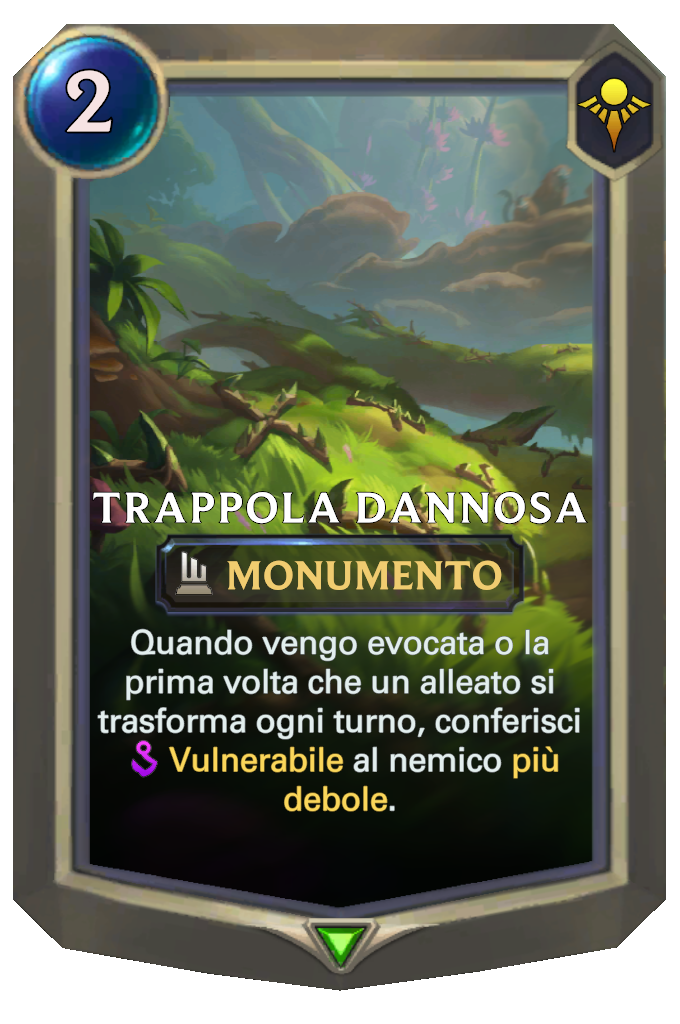 2
TRAPPOLA DANNOSA
MONUMENTO
Quando vengo evocata o la
prima volta che un alleato si
trasforma ogni turno, conferisci
Vulnerabile al nemico più
debole.